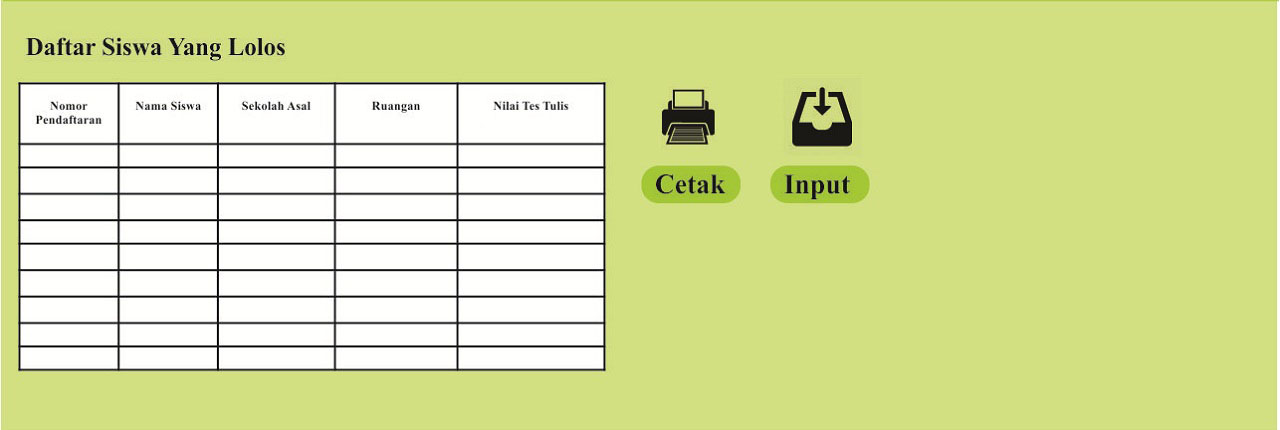 Daftar Siswa Yang Lolos
Nomor Pendaftaran
Nama Siswa
Sekolah Asal
Ruangan
Nilai Tes Tulis
Cetak
Input